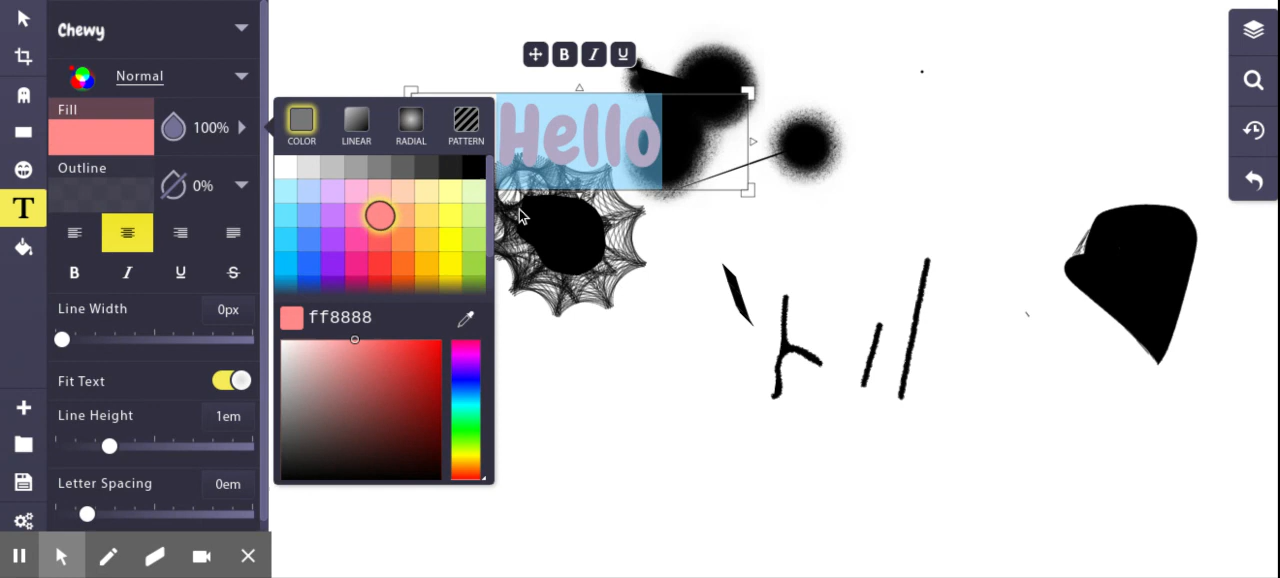 Chewy
Normal
Fill
100%
Outline
0%
B I U S
Line Width 0px
Fit Text
Line Height 1em
Letter Spacing 0em
COLOR LINEAR RADIAL PATTERN
ff8888
B I U
Hello
T